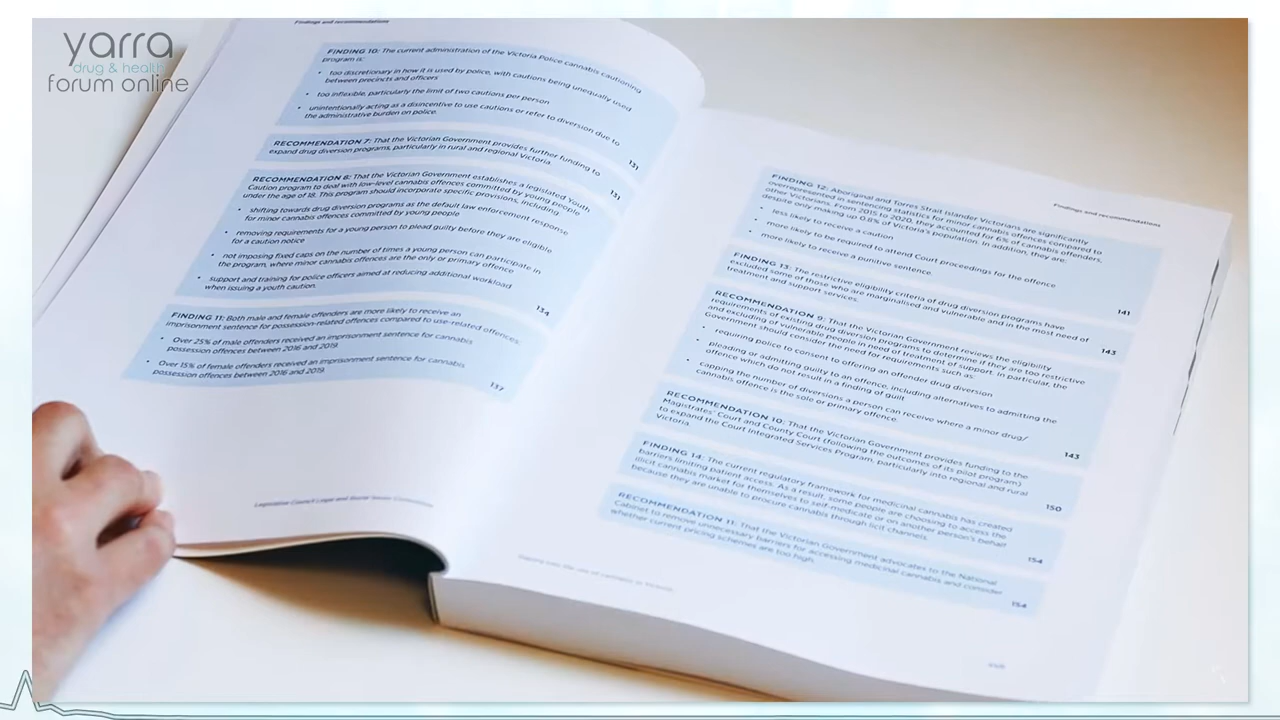 yarra
drug & health
forum online
Findings and recommendations
FINDING 10: The current administration of the Victoria Police cannabis cautioning
program is:
• too discretionary in how it is used by police, with cautions being unequally used
between precincts and officers
• too inflexible, particularly the limit of two cautions per person
• unintentionally acting as a disincentive to use cautions or refer to diversion due to
the administrative burden on police.
131
RECOMMENDATION 7: That the Victorian Government provides further funding to
expand drug diversion programs, particularly in rural and regional Victoria.
131
RECOMMENDATION 8: That the Victorian Government establishes a legislated Youth
Caution program to deal with low-level cannabis offences committed by young people
under the age of 18. This program should incorporate specific provisions, including:
• shifting towards drug diversion programs as the default law enforcement response
for minor cannabis offences committed by young people
• removing requirements for a young person to plead guilty before they are eligible
for a caution notice
• not imposing fixed caps on the number of times a young person can participate in
the program, where minor cannabis offences are the only or primary offence
• support and training for police officers aimed at reducing additional workload
when issuing a youth caution.
134
FINDING 11: Both male and female offenders are more likely to receive an
imprisonment sentence for possession-related offences compared to use-related offences:
• Over 25% of male offenders received an imprisonment sentence for cannabis
possession offences between 2016 and 2019.
• Over 15% of female offenders received an imprisonment sentence for cannabis
possession offences between 2016 and 2019.
137
Legislative Council Legal and Social Issues Committee
Findings and recommendations
FINDING 12: Aboriginal and Torres Strait Islander Victorians are significantly
overrepresented in sentencing statistics for minor cannabis offences compared to
other Victorians. From 2015 to 2020, they accounted for 6% of cannabis offenders,
despite only making up 0.8% of Victoria's population. In addition, they are:
• less likely to receive a caution
• more likely to be required to attend Court proceedings for the offence
• more likely to receive a punitive sentence.
141
FINDING 13: The restrictive eligibility criteria of drug diversion programs have
excluded some of those who are marginalised and vulnerable and in the most need of
treatment and support services.
143
RECOMMENDATION 9: That the Victorian Government reviews the eligibility
requirements of existing drug diversion programs to determine if they are too restrictive
and excluding of vulnerable people in need of treatment or support. In particular, the
Government should consider the need for requirements such as:
• requiring police to consent to offering an offender drug diversion
• pleading or admitting guilty to an offence, including alternatives to admitting the
offence which do not result in a finding of guilt
• capping the number of diversions a person can receive where a minor drug/
cannabis offence is the sole or primary offence.
143
RECOMMENDATION 10: That the Victorian Government provides funding to the
Magistrates' Court and County Court (following the outcomes of its pilot program)
to expand the Court Integrated Services Program, particularly into regional and rural
Victoria.
150
FINDING 14: The current regulatory framework for medicinal cannabis has created
barriers limiting patient access. As a result, some people are choosing to access the
illicit cannabis market for themselves to self-medicate or on another person's behalf
because they are unable to procure cannabis through licit channels.
154
RECOMMENDATION 11: That the Victorian Government advocates to the National
Cabinet to remove unnecessary barriers for accessing medicinal cannabis and consider
whether current pricing schemes are too high.
154
Inquiry into the use of cannabis in Victoria